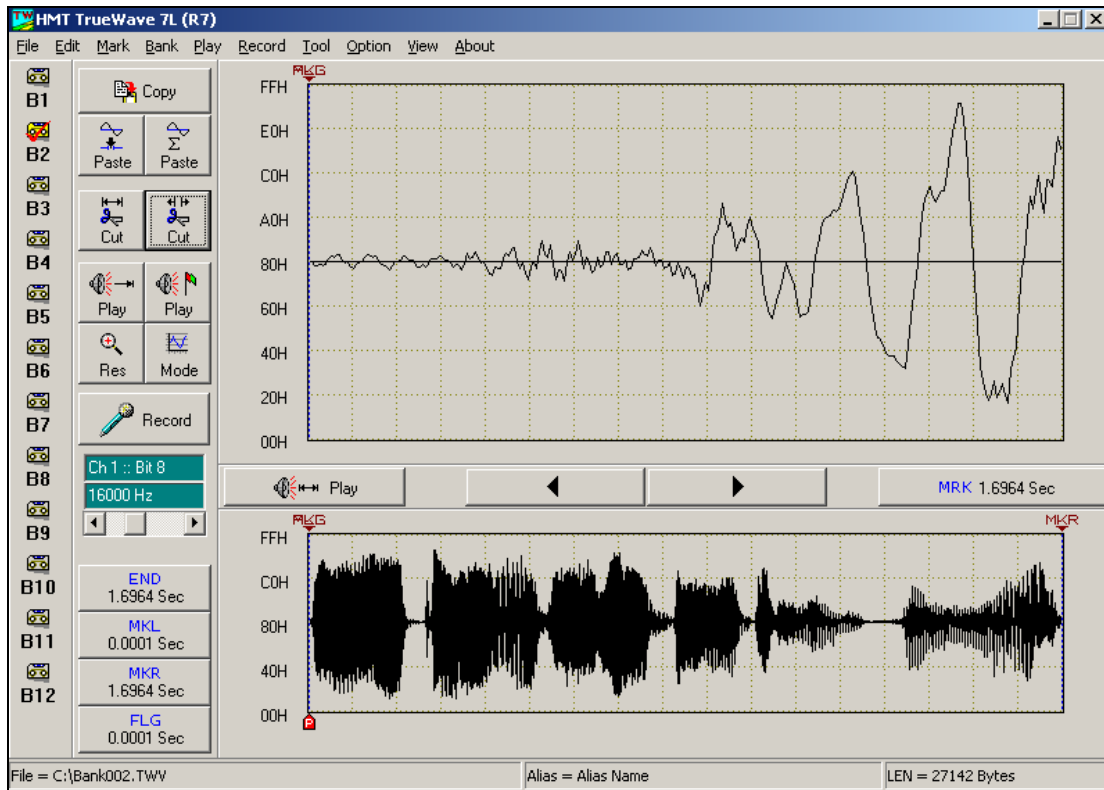 HMT TrueWave 7L (R7)
File Edit Mark Bank Play Record Tool Option View About
B1
B2
B3
B4
B5
B6
B7
B8
B9
B10
B11
B12
Copy
Paste Paste
Cut Cut
Play Play
Res Mode
Record
Ch 1 :: Bit 8
16000 Hz
END
1.6964 Sec
MKL
0.0001 Sec
MKR
1.6964 Sec
FLG
0.0001 Sec
FFH
E0H
C0H
A0H
80H
60H
40H
20H
00H
Play
MRK 1.6964 Sec
MKR
FFH
C0H
80H
40H
00H
P
File = C:\Bank002.TWV
Alias = Alias Name
LEN = 27142 Bytes